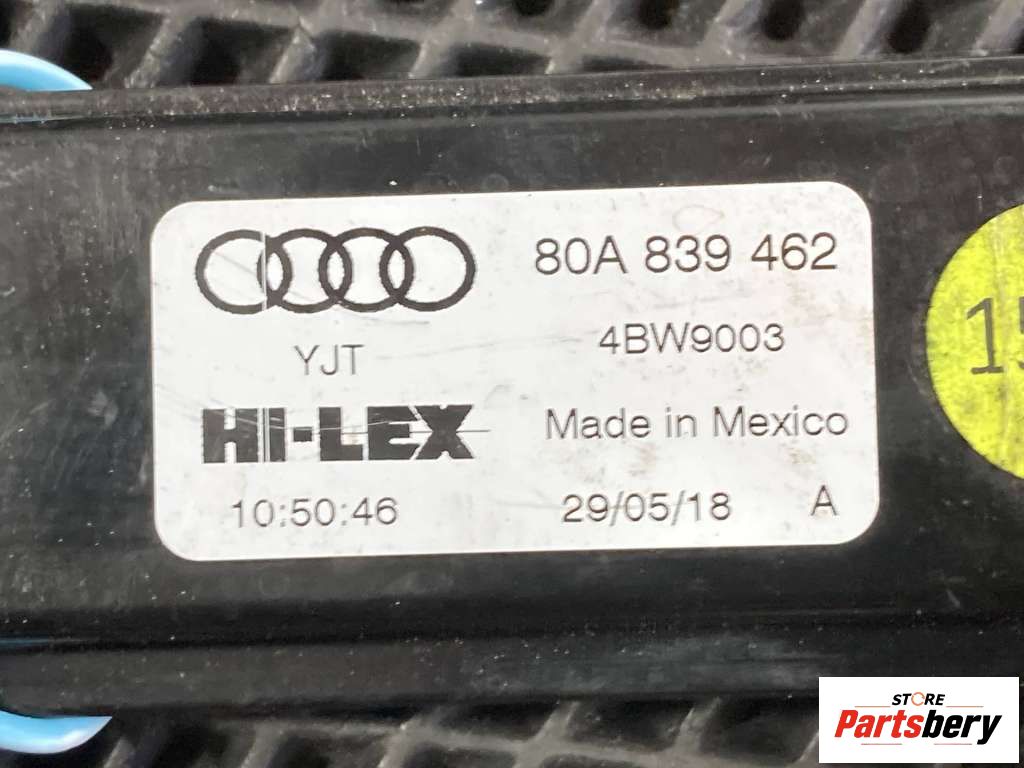 80A 839 462
YJT
4BW9003
HI-LEX
Made in Mexico
10:50:46
29/05/18 A
STORE
Partsbery